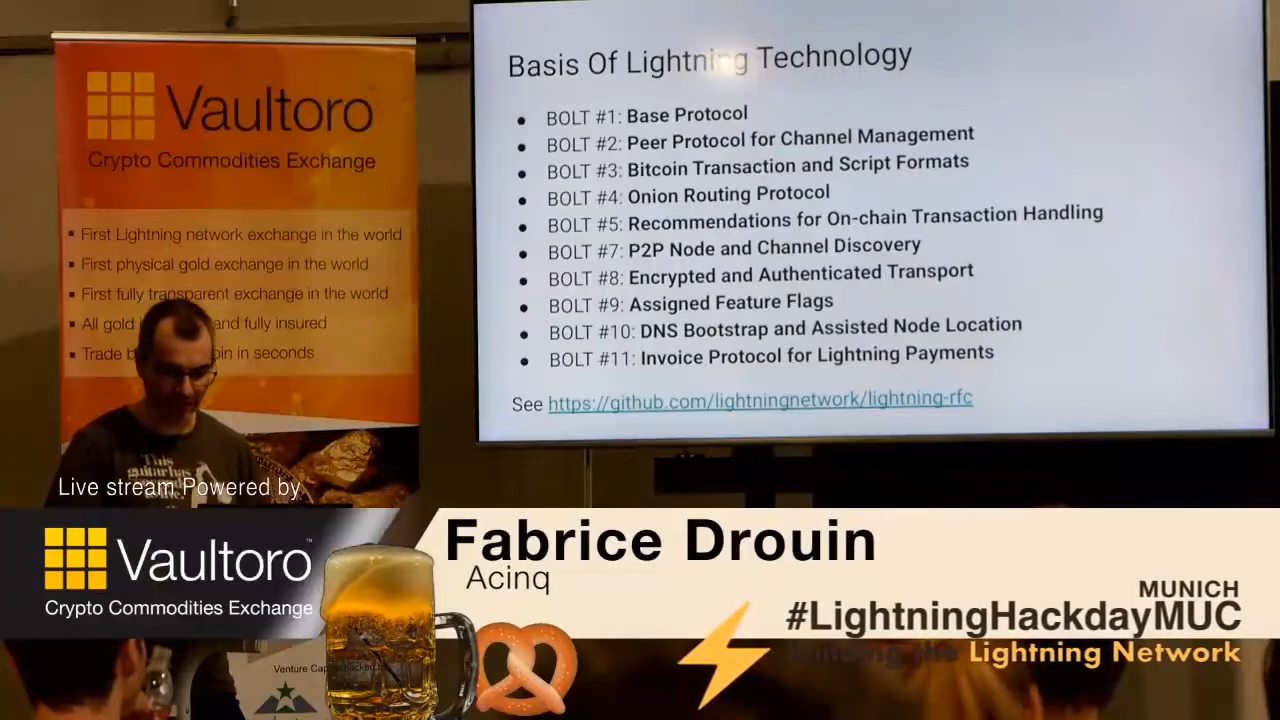 Vaultoro
Crypto Commodities Exchange
▪ First Lightning network exchange in the world
▪ First physical gold exchange in the world
▪ First fully transparent exchange in the world
▪ All gold and fully insured
▪ Trade in seconds
This
guitar has
Basis Of Lightning Technology
● BOLT #1: Base Protocol
● BOLT #2: Peer Protocol for Channel Management
● BOLT #3: Bitcoin Transaction and Script Formats
● BOLT #4: Onion Routing Protocol
● BOLT #5: Recommendations for On-chain Transaction Handling
● BOLT #7: P2P Node and Channel Discovery
● BOLT #8: Encrypted and Authenticated Transport
● BOLT #9: Assigned Feature Flags
● BOLT #10: DNS Bootstrap and Assisted Node Location
● BOLT #11: Invoice Protocol for Lightning Payments
See https://github.com/lightningnetwork/lightning-rfc
Live stream Powered by
Vaultoro™
Crypto Commodities Exchange
Fabrice Drouin
Acinq
MUNICH
#LightningHackdayMUC
the Lightning Network
Venture